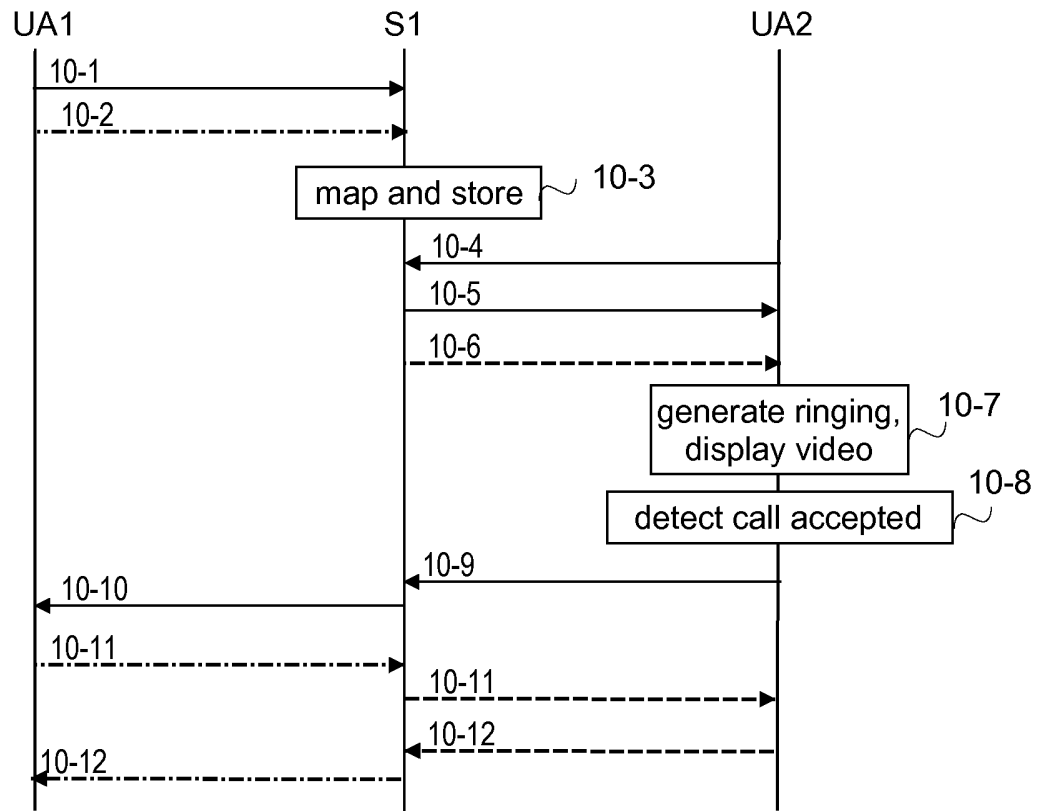 UA1 S1 UA2
10-1
10-2
map and store 10-3
10-4
10-5
10-6
generate ringing, 10-7
display video
10-8
detect call accepted
10-9
10-10
10-11
10-11
10-12
10-12